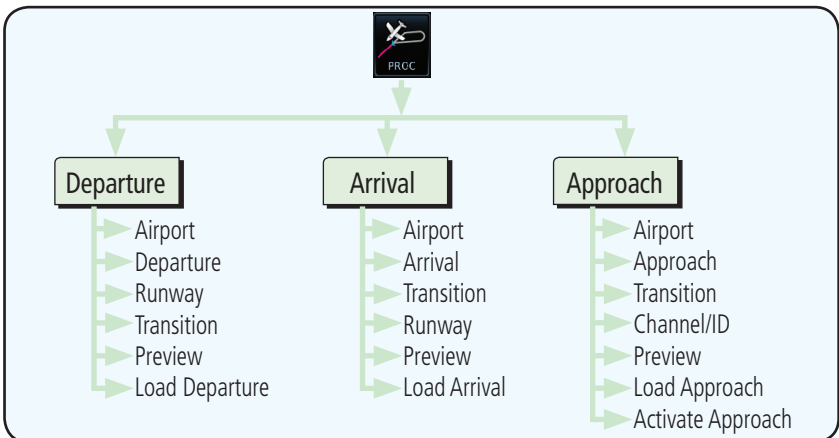 PROC
Departure
Airport
Departure
Runway
Transition
Preview
Load Departure
Arrival
Airport
Arrival
Transition
Runway
Preview
Load Arrival
Approach
Airport
Approach
Transition
Channel/ID
Preview
Load Approach
Activate Approach